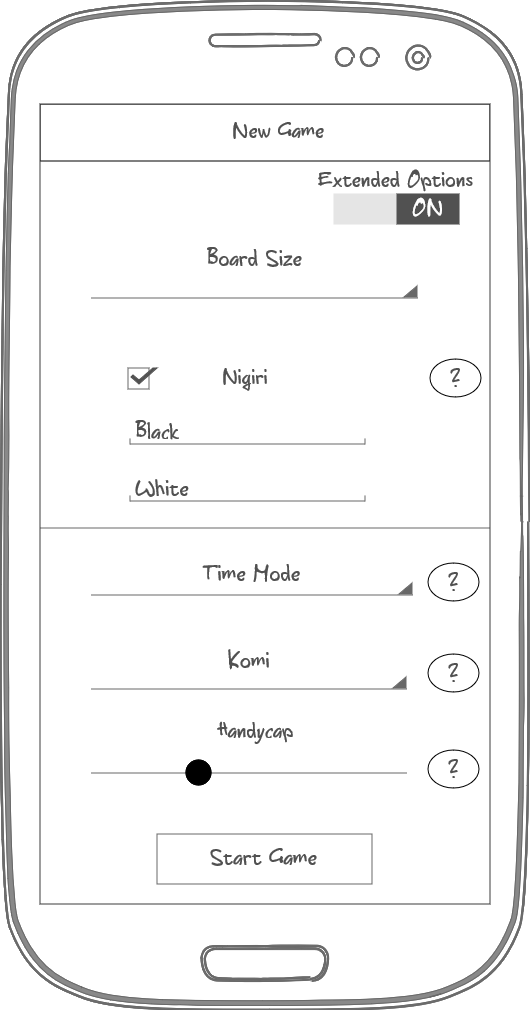 New Game
Extended Options
ON
Board Size
Nigiri ?
Black
White
Time Mode ?
Komi ?
Handycap
?
Start Game